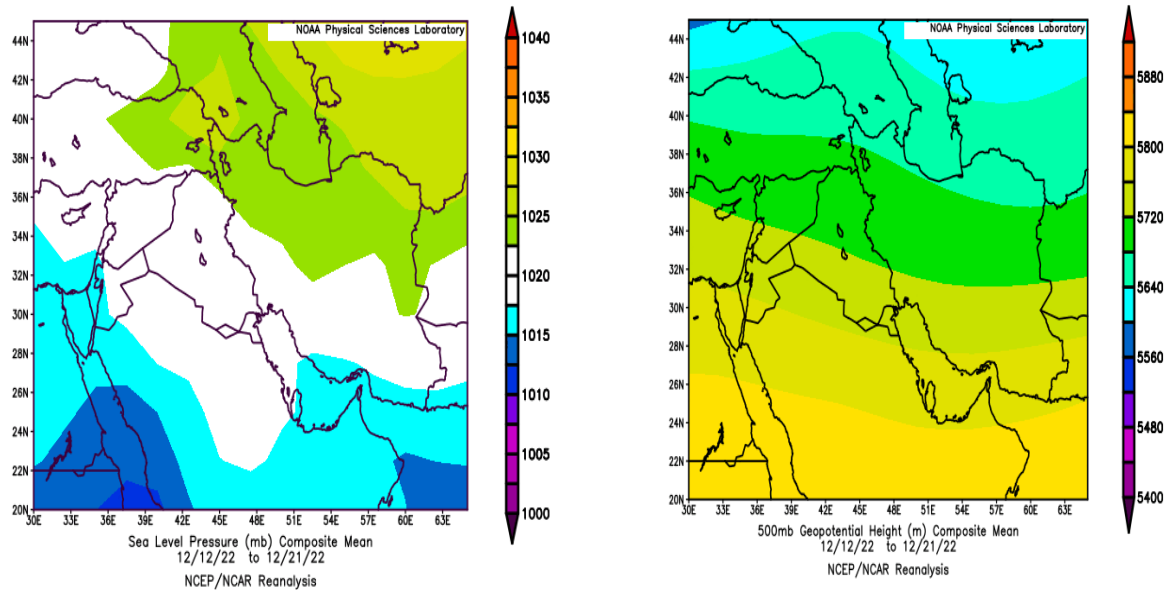 NOAA Physical Sciences Laboratory
44N
42N
40N
38N
36N
34N
32N
30N
28N
26N
24N
22N
20N
30E 33E 36E 39E 42E 45E 48E 51E 54E 57E 60E 63E
1040
1035
1030
1025
1020
1015
1010
1005
1000
Sea Level Pressure (mb) Composite Mean
12/12/22 to 12/21/22
NCEP/NCAR Reanalysis
NOAA Physical Sciences Laboratory
44N
42N
40N
38N
36N
34N
32N
30N
28N
26N
24N
22N
20N
30E 33E 36E 39E 42E 45E 48E 51E 54E 57E 60E 63E
5880
5800
5720
5640
5560
5480
5400
500mb Geopotential Height (m) Composite Mean
12/12/22 to 12/21/22
NCEP/NCAR Reanalysis